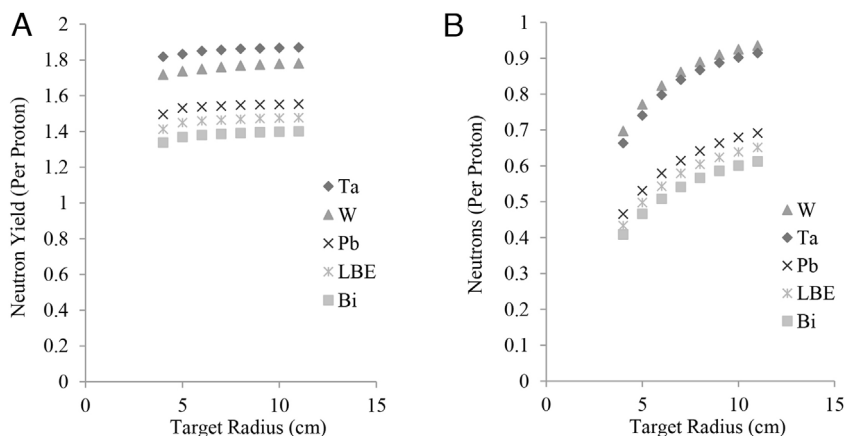 A
Neutron Yield (Per Proton)
2
1.8
1.6
1.4
1.2
1
0.8
0.6
0.4
0.2
0
0 5 10 15
Target Radius (cm)
Ta
W
Pb
LBE
Bi
B
Neutrons (Per Proton)
1
0.9
0.8
0.7
0.6
0.5
0.4
0.3
0.2
0.1
0
0 5 10 15
Target Radius (cm)
W
Ta
Pb
LBE
Bi